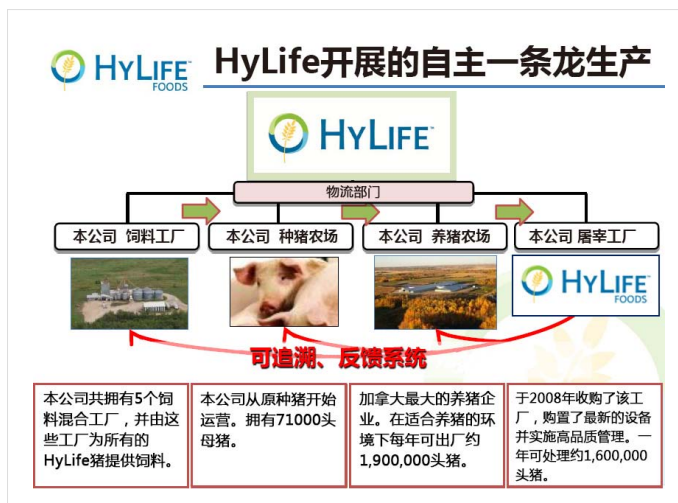 HYLIFE™
FOODS
HyLife开展的自主一条龙生产
HYLIFE™
物流部门
本公司 饲料工厂
本公司 种猪农场
本公司 养猪农场
本公司 屠宰工厂
HYLIFE™
FOODS
可追溯、反馈系统
本公司共拥有5个饲
料混合工厂，并由这
些工厂为所有的
HyLife猪提供饲料。
本公司从原种猪开始
运营。拥有71000头
母猪。
加拿大最大的养猪企
业。在适合养猪的环
境下每年可出厂约
1,900,000头猪。
于2008年收购了该工
厂，购置了最新的设备
并实施高品质管理。一
年可处理约1,600,000
头猪。